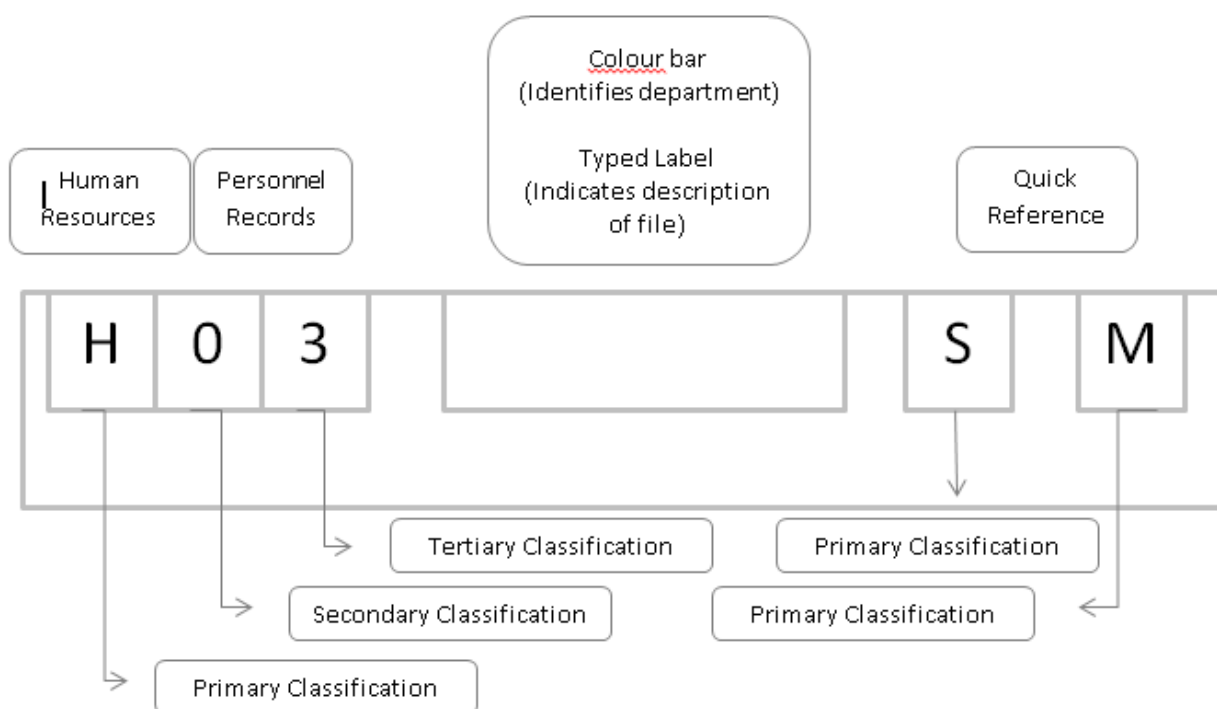 Colour bar
(Identifies department)
Typed Label
(Indicates description
of file)
Human
Resources
Personnel
Records
Quick
Reference
H 0 3 S M
Tertiary Classification
Primary Classification
Secondary Classification
Primary Classification
Primary Classification